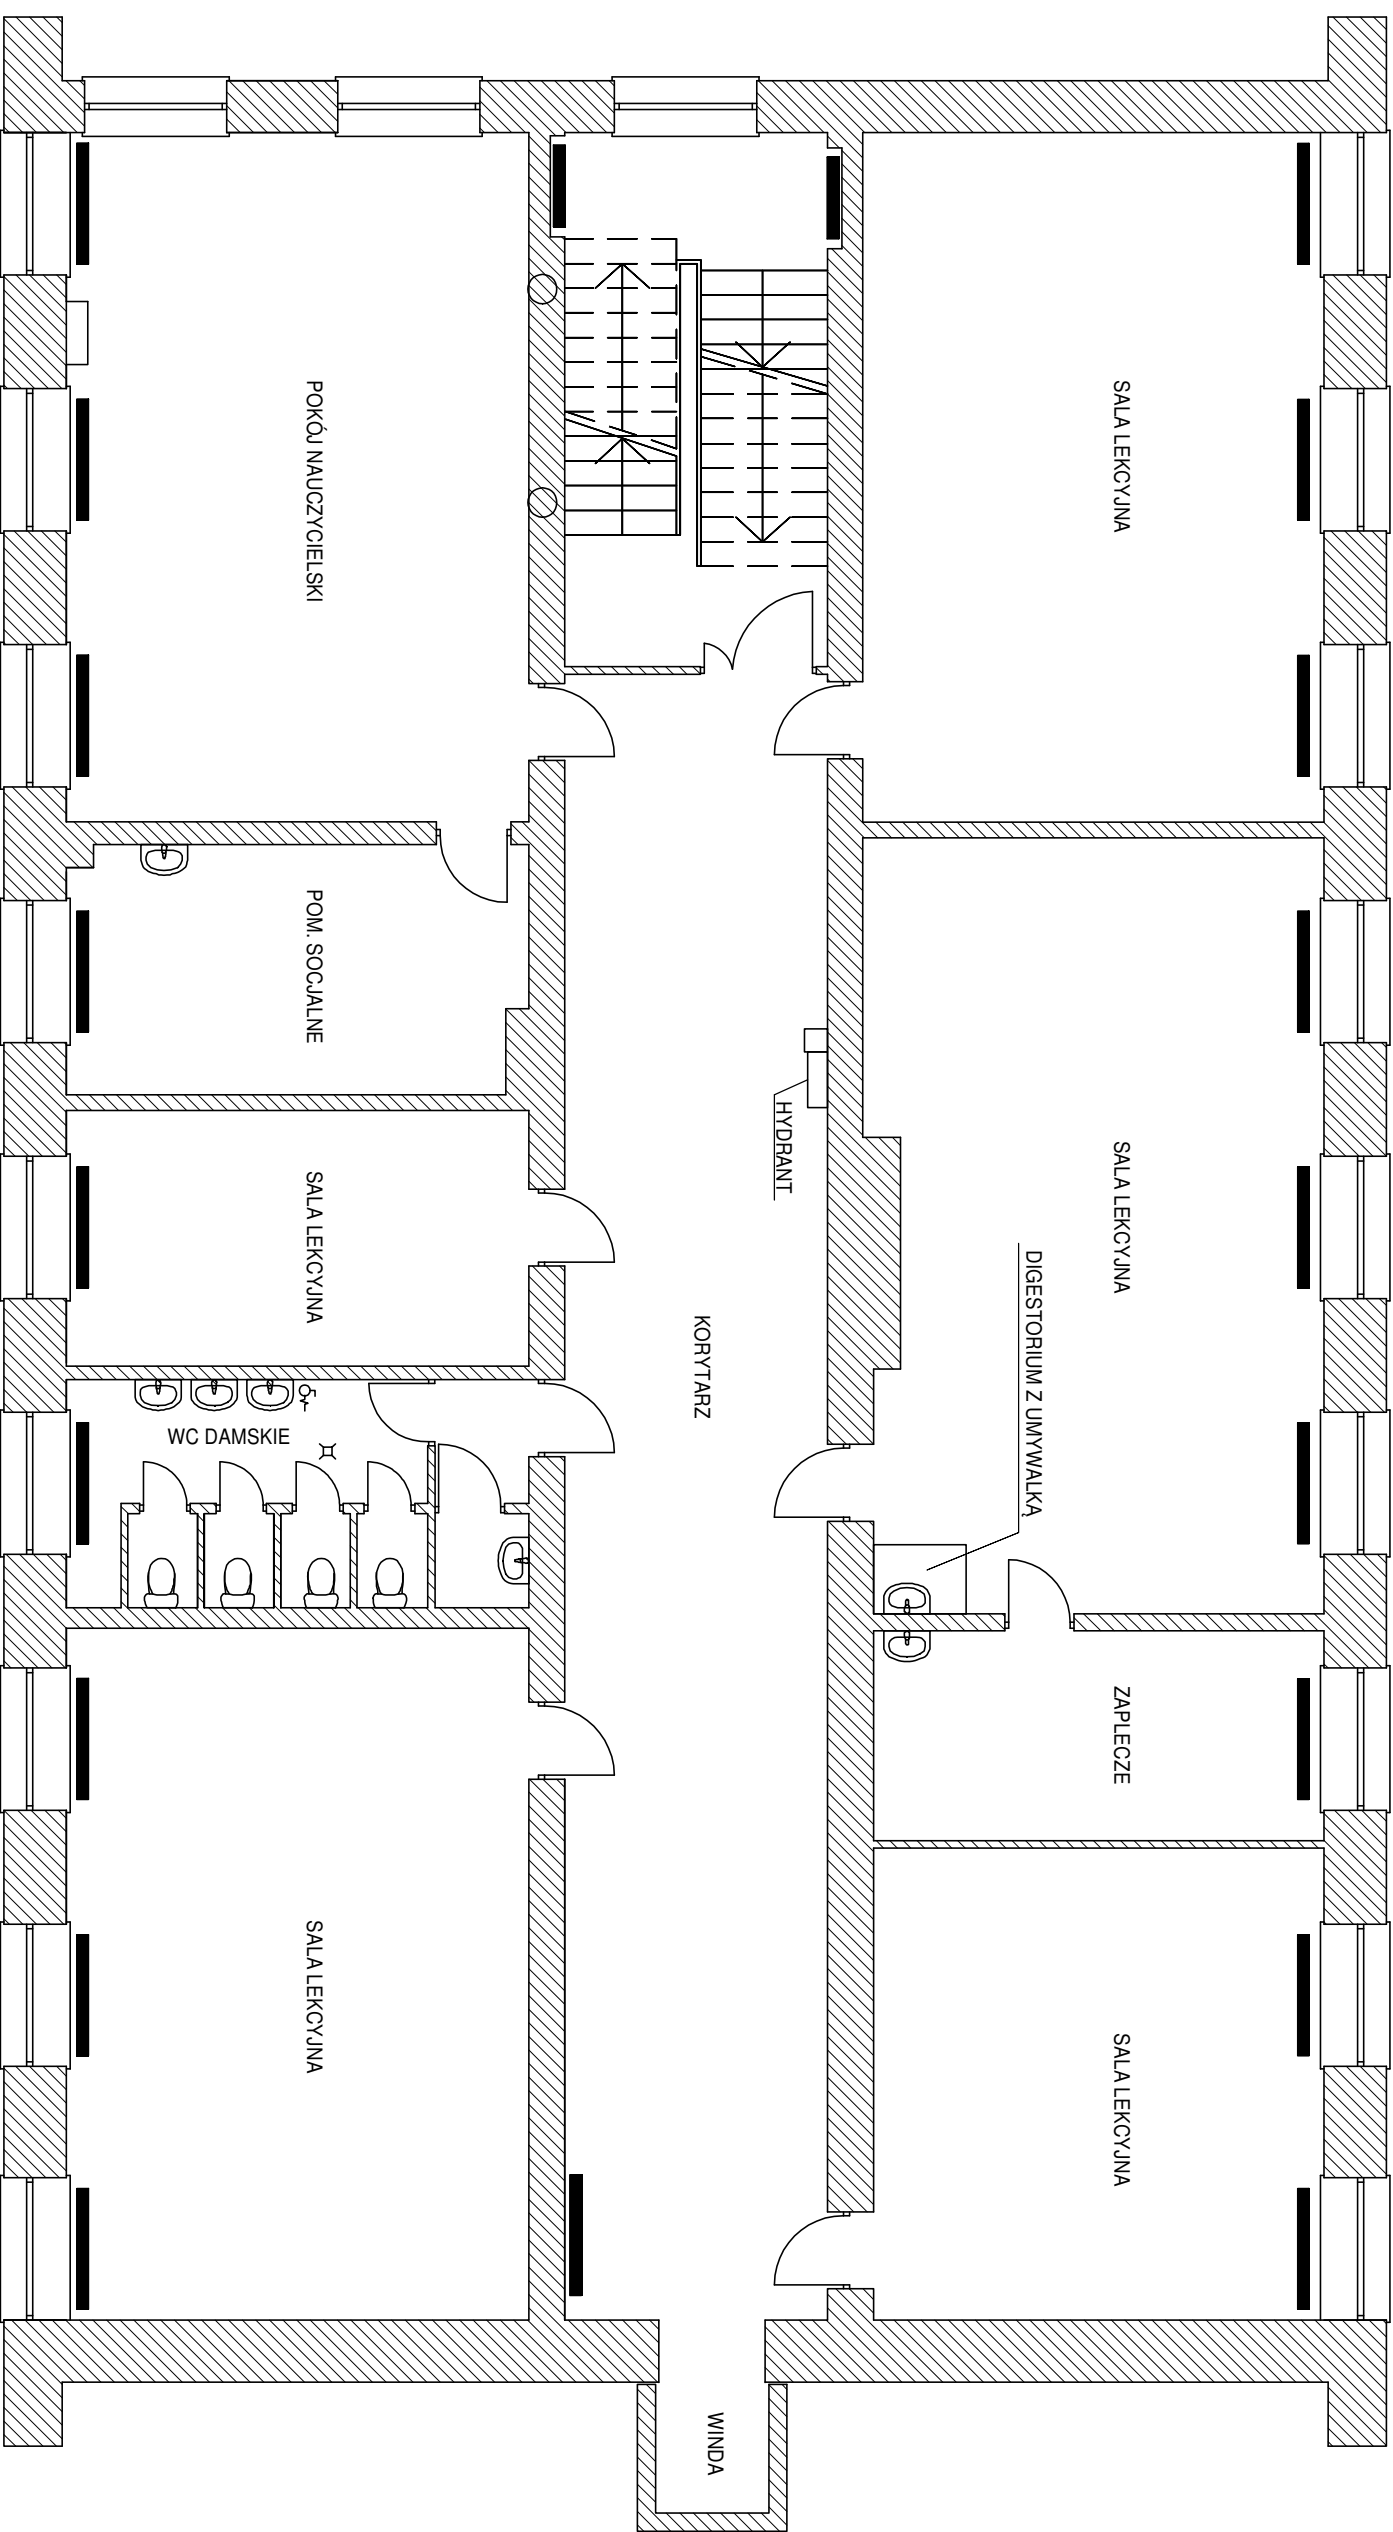 SALA LEKCYJNA
POKÓJ NAUCZYCIELSKI
POM. SOCJALNE
HYDRANT
SALA LEKCYJNA
SALA LEKCYJNA
DIGESTORIUM Z UMYWALKĄ
KORYTARZ
WC DAMSKIE
ZAPLECZE
SALA LEKCYJNA
SALA LEKCYJNA
WINDA